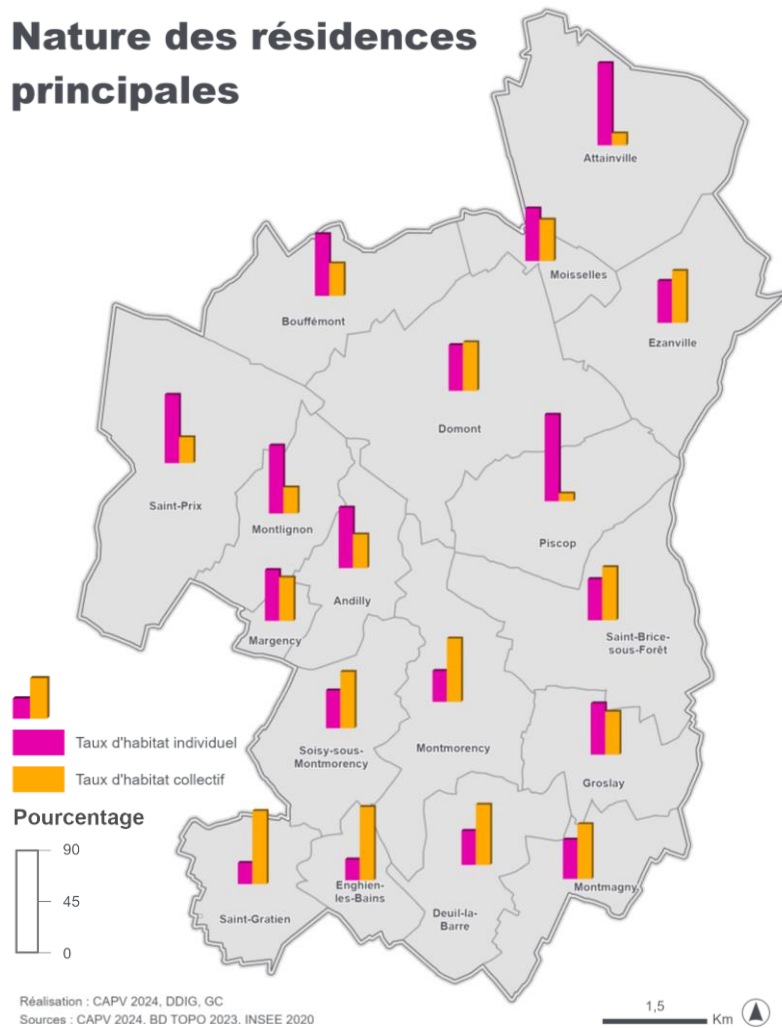 Nature des résidences
principales
Attainville
Moisselles
Bouffémont
Ezanville
Domont
Saint-Prix
Montlignon
Piscop
Andilly
Margency
Saint-Brice-
sous-Forêt
Soisy-sous-
Montmorency
Montmorency
Groslay
Taux d'habitat individuel
Taux d'habitat collectif
Pourcentage
90
45
0
Enghien-
les-Bains
Montmagny
Saint-Gratien
Deuil-la-
Barre
Réalisation : CAPV 2024, DDIG, GC
Sources : CAPV 2024, BD TOPO 2023, INSEE 2020
1,5
Km